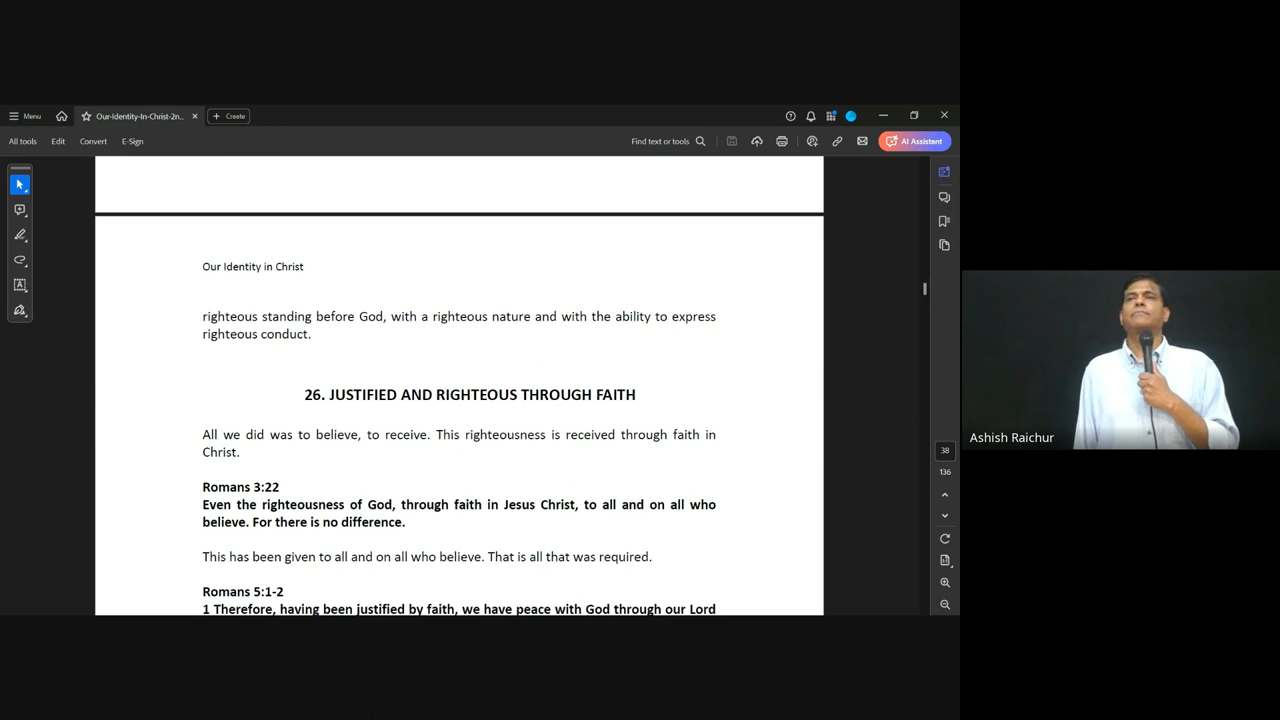 Menu
Our-Identity-In-Christ-2n...
Create
All tools
Edit
Convert
E-Sign
Find text or tools
AI Assistant
Our Identity in Christ
righteous standing before God, with a righteous nature and with the ability to express
righteous conduct.
26. JUSTIFIED AND RIGHTEOUS THROUGH FAITH
All we did was to believe, to receive. This righteousness is received through faith in
Christ.
Romans 3:22
Even the righteousness of God, through faith in Jesus Christ, to all and on all who
believe. For there is no difference.
This has been given to all and on all who believe. That is all that was required.
Romans 5:1-2
1 Therefore, having been justified by faith, we have peace with God through our Lord
38
136
Ashish Raichur